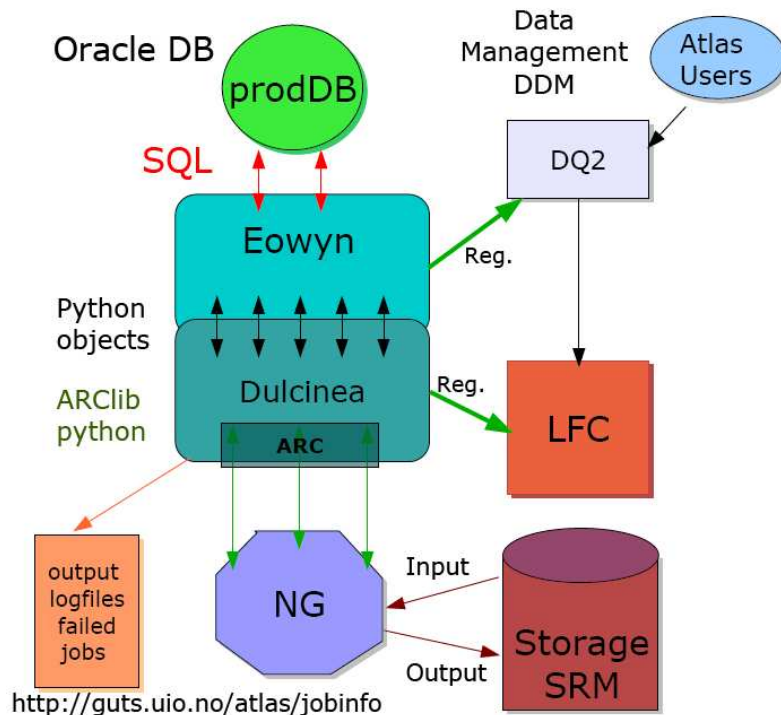 Oracle DB
prodDB
SQL
Data
Management
DDM
Atlas
Users
DQ2
Eowyn
Reg.
Python
objects
Dulcinea
Reg.
ARClib
python
ARC
LFC
output
logfiles
failed
jobs
NG
Input
Output
Storage
SRM
http://guts.uio.no/atlas/jobinfo